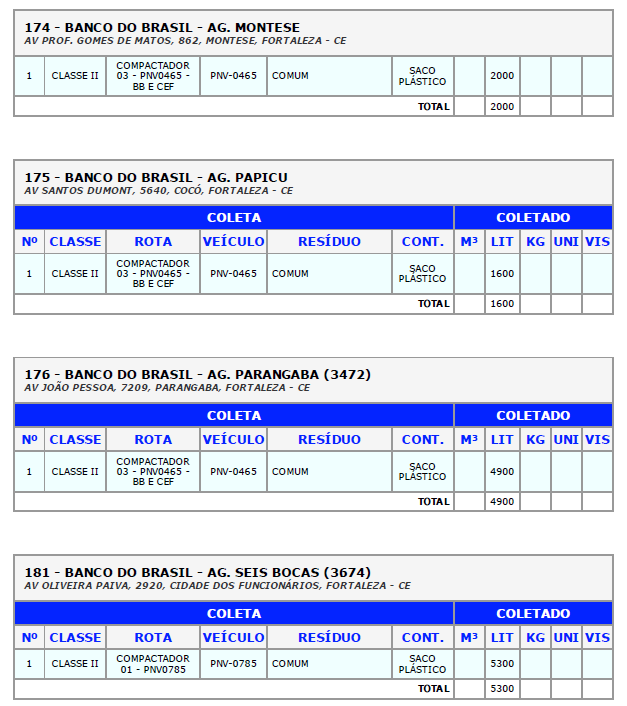 174 - BANCO DO BRASIL - AG. MONTESE
AV PROF. GOMES DE MATOS, 862, MONTESE, FORTALEZA - CE
1 CLASSE II COMPACTADOR 03 - PNV0465 - BB E CEF PNV-0465 COMUM SACO PLÁSTICO 2000
TOTAL 2000
175 - BANCO DO BRASIL - AG. PAPICU
AV SANTOS DUMONT, 5640, COCÓ, FORTALEZA - CE
COLETA COLETADO
Nº CLASSE ROTA VEÍCULO RESÍDUO CONT. M³ LIT KG UNI VIS
1 CLASSE II COMPACTADOR 03 - PNV0465 - BB E CEF PNV-0465 COMUM SACO PLÁSTICO 1600
TOTAL 1600
176 - BANCO DO BRASIL - AG. PARANGABA (3472)
AV JOÃO PESSOA, 7209, PARANGABA, FORTALEZA - CE
COLETA COLETADO
Nº CLASSE ROTA VEÍCULO RESÍDUO CONT. M³ LIT KG UNI VIS
1 CLASSE II COMPACTADOR 03 - PNV0465 - BB E CEF PNV-0465 COMUM SACO PLÁSTICO 4900
TOTAL 4900
181 - BANCO DO BRASIL - AG. SEIS BOCAS (3674)
AV OLIVEIRA PAIVA, 2920, CIDADE DOS FUNCIONÁRIOS, FORTALEZA - CE
COLETA COLETADO
Nº CLASSE ROTA VEÍCULO RESÍDUO CONT. M³ LIT KG UNI VIS
1 CLASSE II COMPACTADOR 01 - PNV0785 PNV-0785 COMUM SACO PLÁSTICO 5300
TOTAL 5300